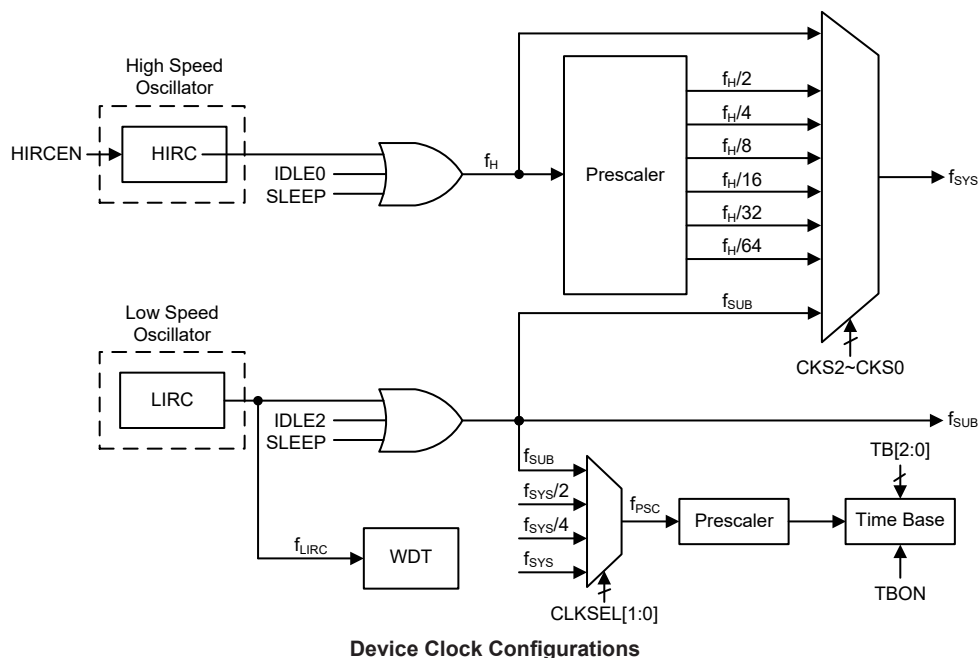 High Speed
Oscillator
HIRCEN
HIRC
IDLE0
SLEEP
fH
Prescaler
fH/2
fH/4
fH/8
fH/16
fH/32
fH/64
fSUB
fSYS
CKS2~CKS0
Low Speed
Oscillator
LIRC
IDLE2
SLEEP
fSUB
fSUB
fSYS/2
fSYS/4
fSYS
CLKSEL[1:0]
fPSC
Prescaler
TB[2:0]
Time Base
TBON
fLIRC
WDT
Device Clock Configurations